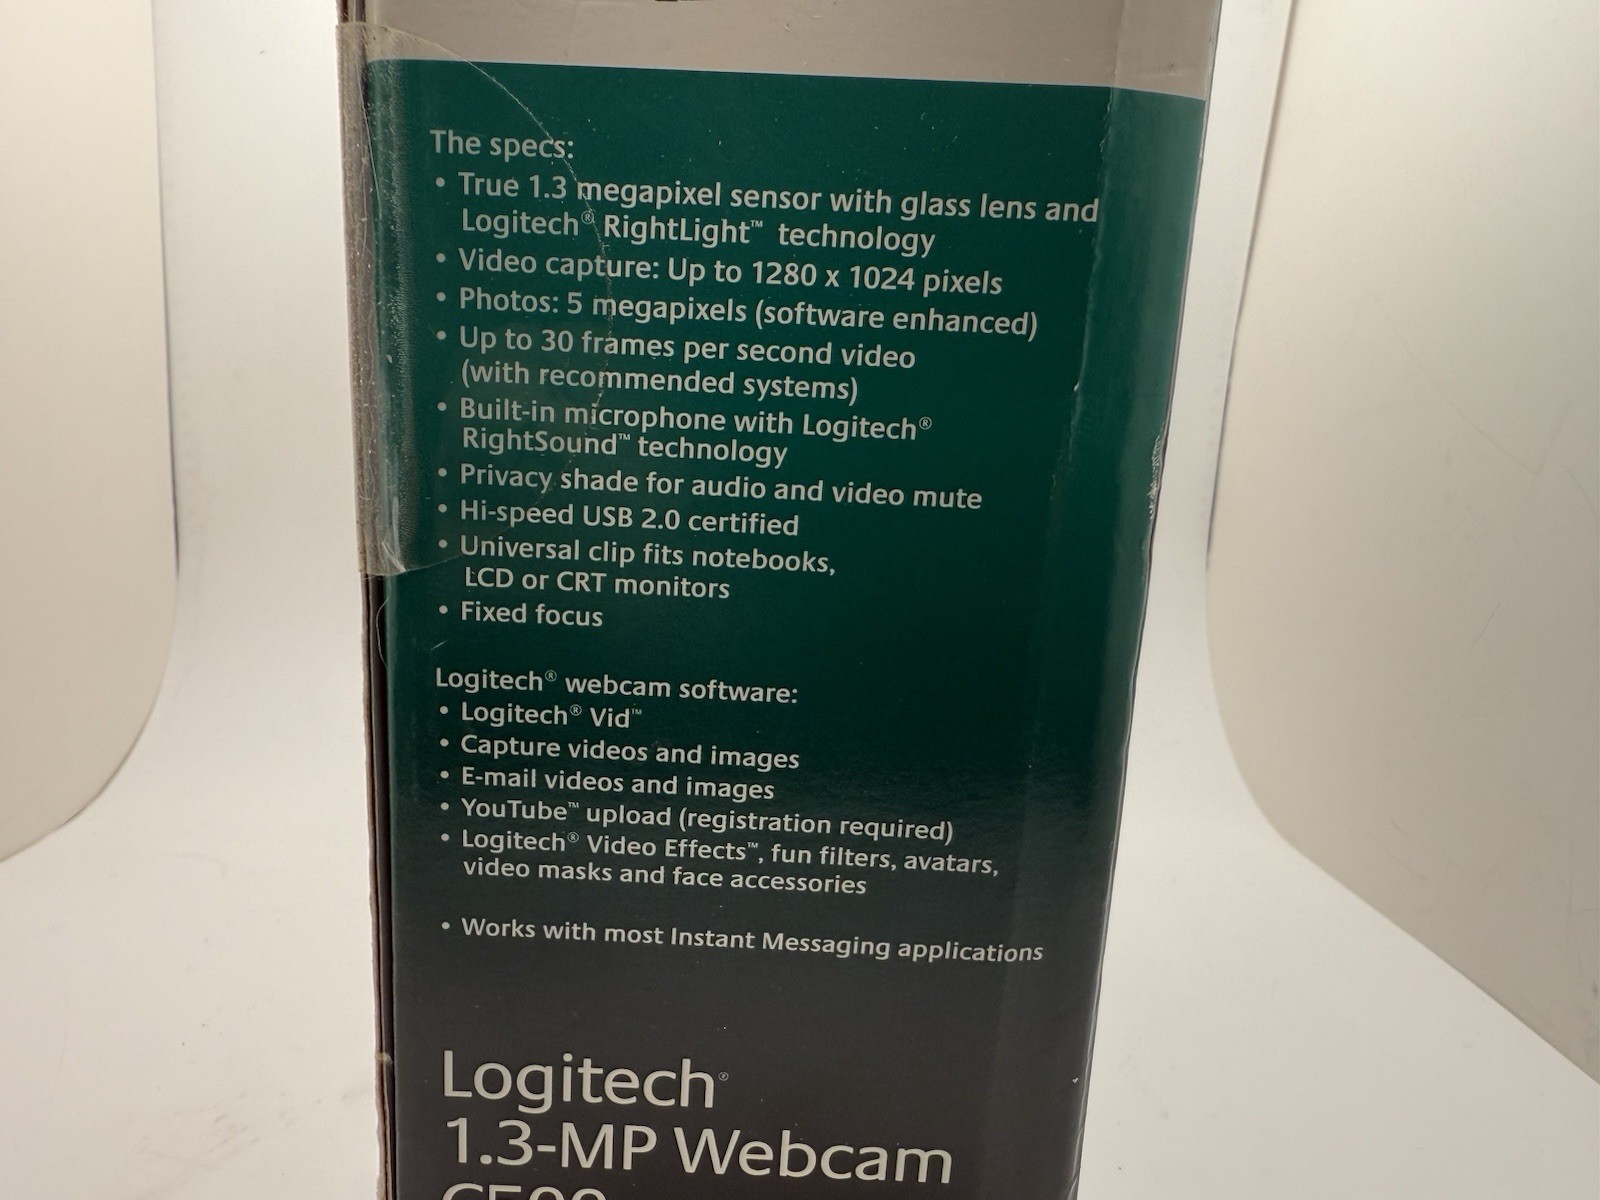 The specs:
• True 1.3 megapixel sensor with glass lens and
Logitech® RightLight™ technology
• Video capture: Up to 1280 x 1024 pixels
• Photos: 5 megapixels (software enhanced)
• Up to 30 frames per second video
(with recommended systems)
• Built-in microphone with Logitech®
RightSound™ technology
• Privacy shade for audio and video mute
• Hi-speed USB 2.0 certified
• Universal clip fits notebooks,
LCD or CRT monitors
• Fixed focus
Logitech® webcam software:
• Logitech® Vid™
• Capture videos and images
• E-mail videos and images
• YouTube™ upload (registration required)
• Logitech® Video Effects™, fun filters, avatars,
video masks and face accessories
• Works with most Instant Messaging applications
Logitech®
1.3-MP Webcam